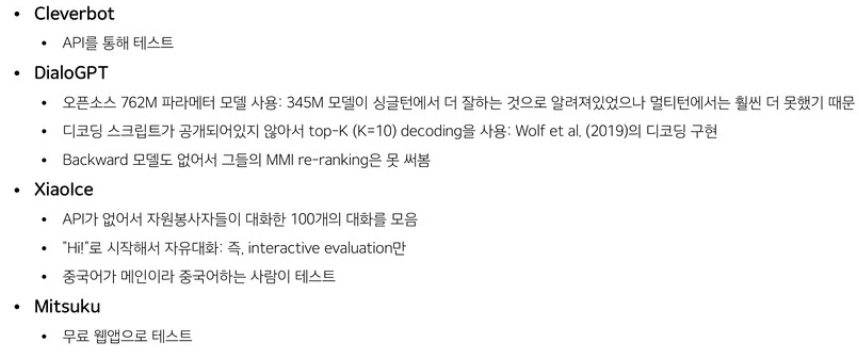 • Cleverbot
• API를 통해 테스트
• DialoGPT
• 오픈소스 762M 파라메터 모델 사용: 345M 모델이 싱글턴에서 더 잘하는 것으로 알려져있었으나 멀티턴에서는 훨씬 더 못했기 때문
• 디코딩 스크립트가 공개되어있지 않아서 top-K (K=10) decoding을 사용: Wolf et al. (2019)의 디코딩 구현
• Backward 모델도 없어서 그들의 MMI re-ranking은 못 써봄
• XiaoIce
• API가 없어서 자원봉사자들이 대화한 100개의 대화를 모음
• "Hi!"로 시작해서 자유대화: 즉, interactive evaluation만
• 중국어가 메인이라 중국어하는 사람이 테스트
• Mitsuku
• 무료 웹앱으로 테스트